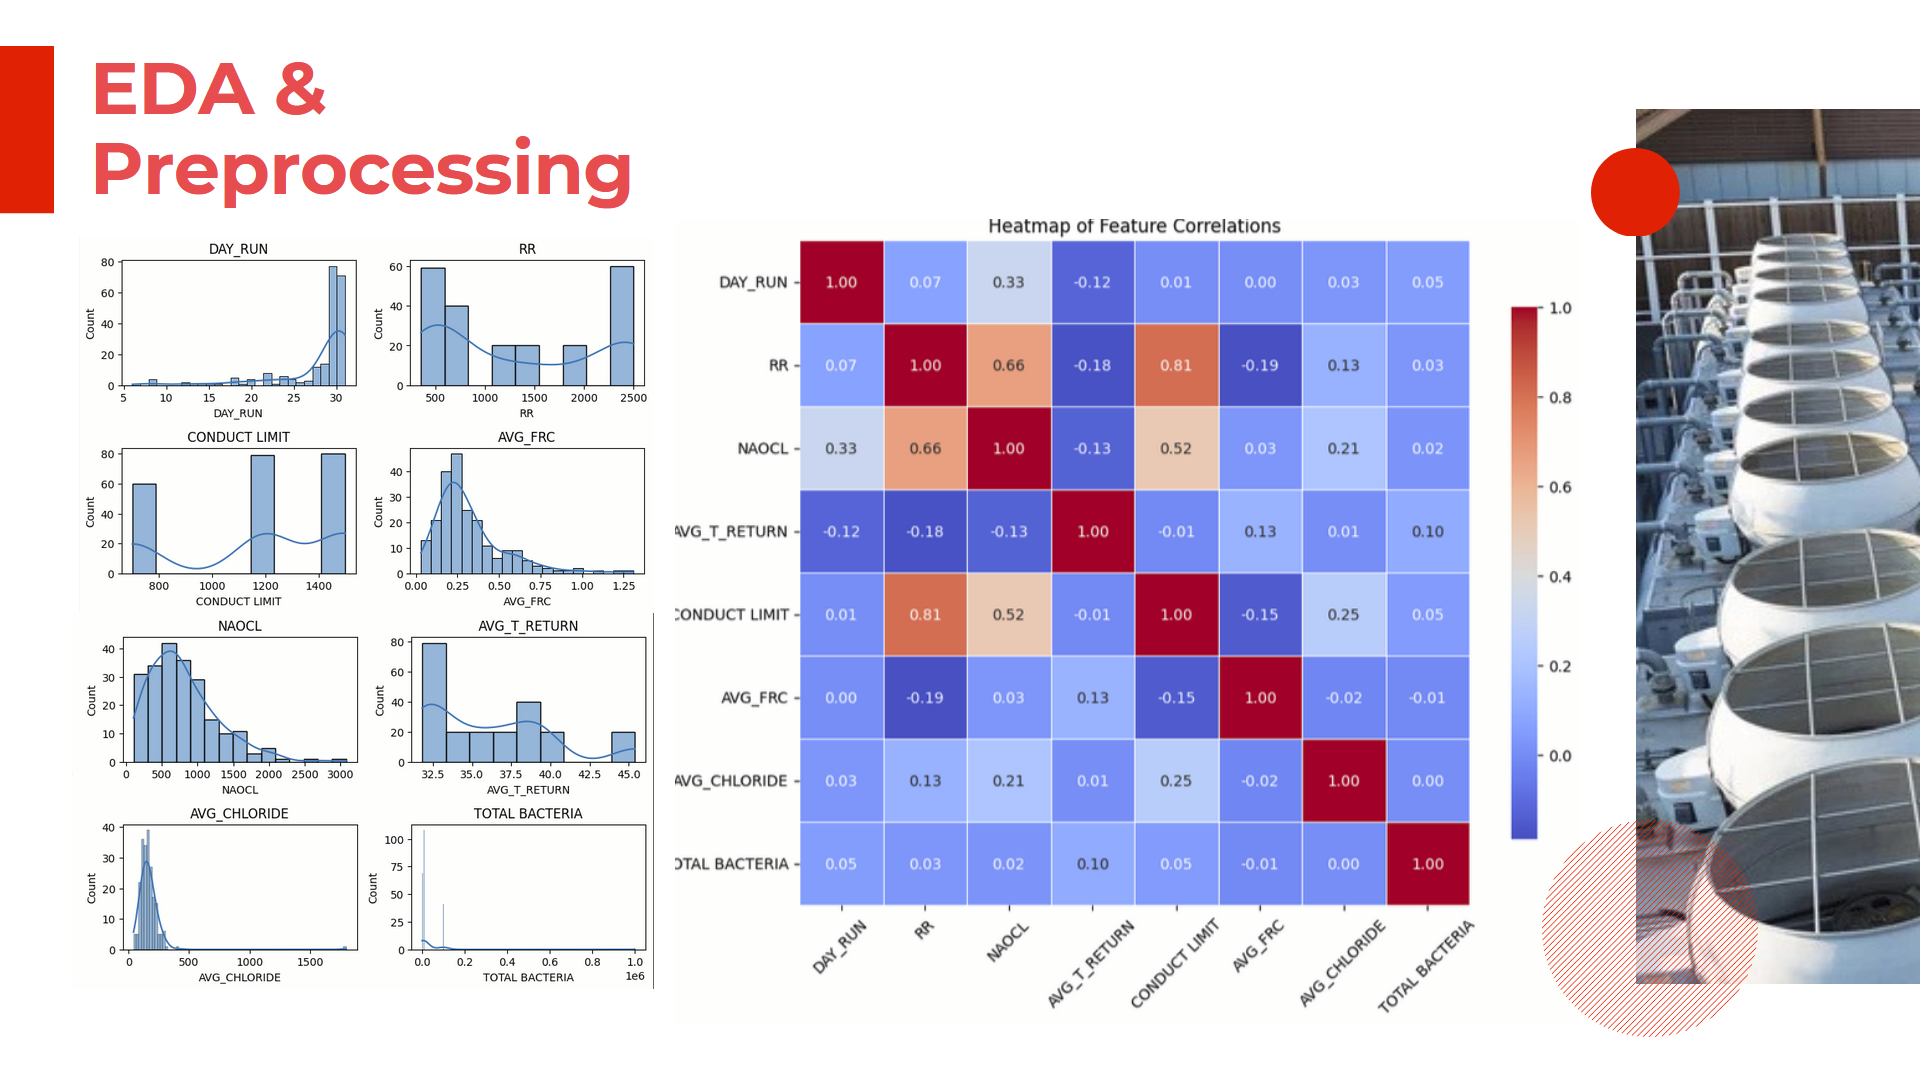 EDA &
Preprocessing
DAY_RUN
Count
80
60
40
20
0
5 10 15 20 25 30
DAY_RUN
RR
Count
60
40
20
0
500 1000 1500 2000 2500
RR
CONDUCT LIMIT
Count
80
60
40
20
0
800 1000 1200 1400
CONDUCT LIMIT
AVG_FRC
Count
40
30
20
10
0
0.00 0.25 0.50 0.75 1.00 1.25
AVG_FRC
NAOCL
Count
40
30
20
10
0
0 500 1000 1500 2000 2500 3000
NAOCL
AVG_T_RETURN
Count
80
60
40
20
0
32.5 35.0 37.5 40.0 42.5 45.0
AVG_T_RETURN
AVG_CHLORIDE
Count
40
30
20
10
0
0 500 1000 1500
AVG_CHLORIDE
TOTAL BACTERIA
Count
100
75
50
25
0
0.0 0.2 0.4 0.6 0.8 1.0
1e6
TOTAL BACTERIA
Heatmap of Feature Correlations
DAY_RUN 1.00 0.07 0.33 -0.12 0.01 0.00 0.03 0.05
RR 0.07 1.00 0.66 -0.18 0.81 -0.19 0.13 0.03
NAOCL 0.33 0.66 1.00 -0.13 0.52 0.03 0.21 0.02
AVG_T_RETURN -0.12 -0.18 -0.13 1.00 -0.01 0.13 0.01 0.10
CONDUCT LIMIT 0.01 0.81 0.52 -0.01 1.00 -0.15 0.25 0.05
AVG_FRC 0.00 -0.19 0.03 0.13 -0.15 1.00 -0.02 -0.01
AVG_CHLORIDE 0.03 0.13 0.21 0.01 0.25 -0.02 1.00 0.00
OTAL BACTERIA 0.05 0.03 0.02 0.10 0.05 -0.01 0.00 1.00
DAY_RUN RR NAOCL AVG_T_RETURN CONDUCT LIMIT AVG_FRC AVG_CHLORIDE TOTAL BACTERIA
1.0
0.8
0.6
0.4
0.2
0.0